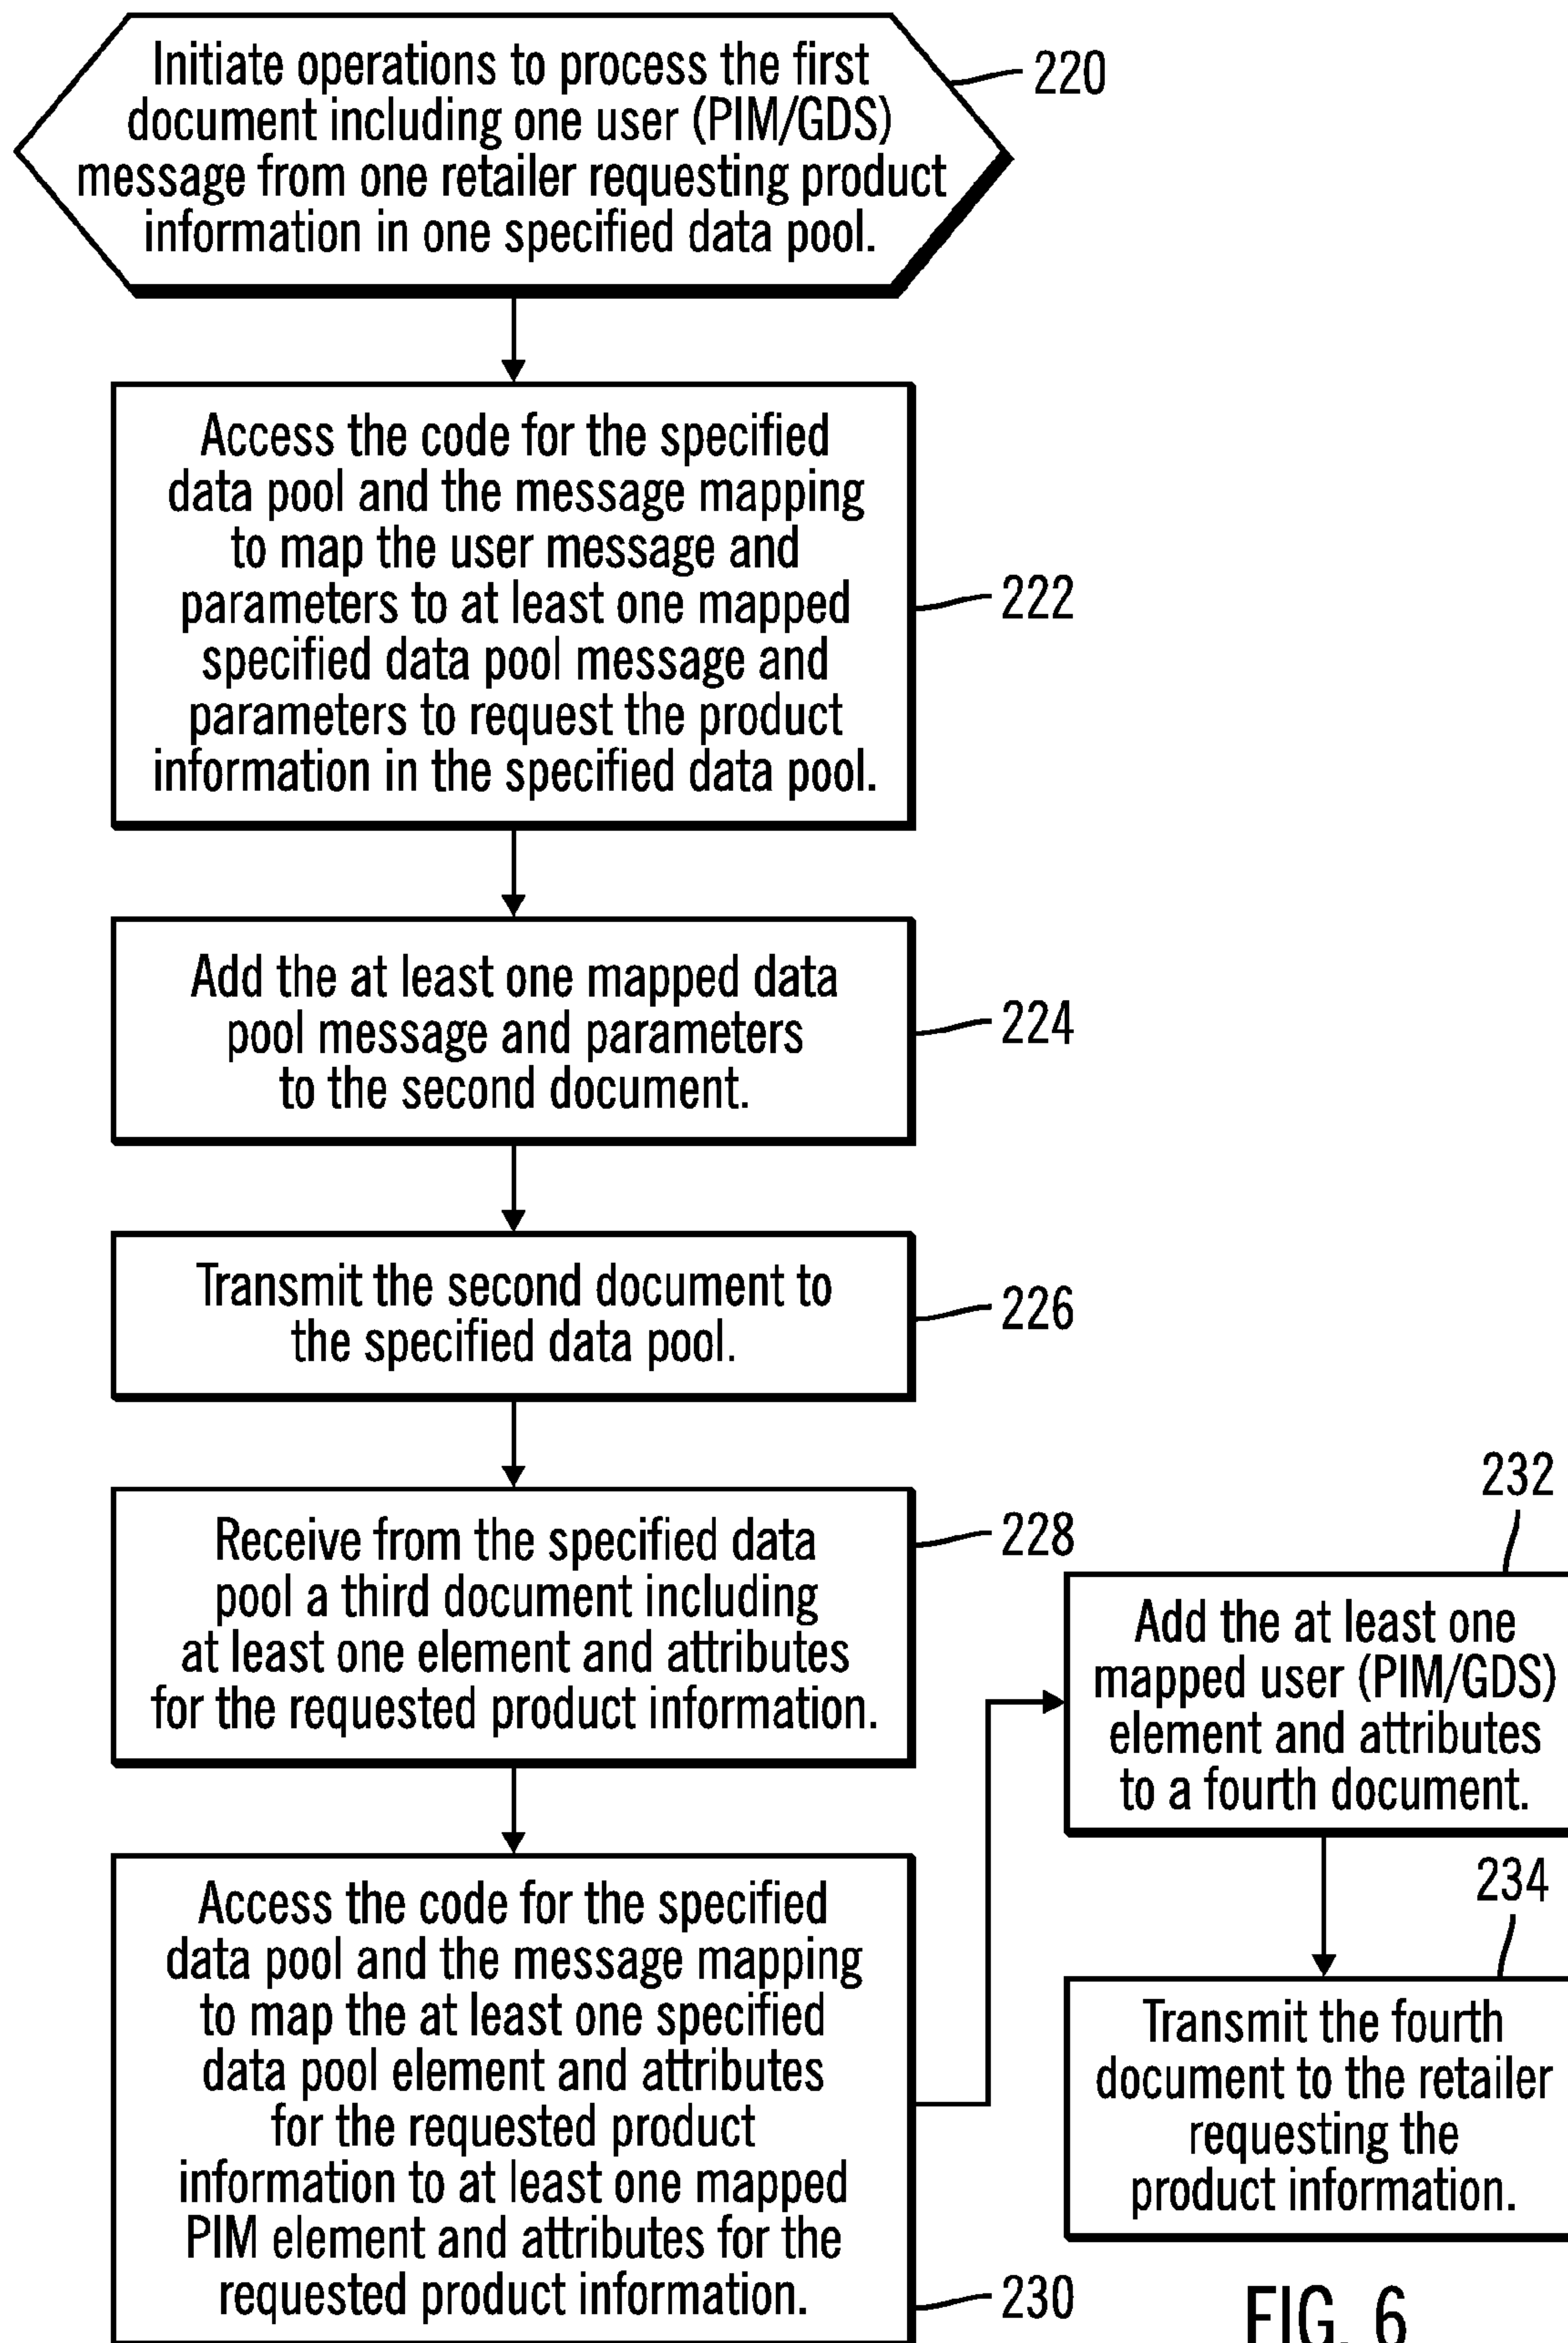 Initiate operations to process the first
document including one user (PIM/GDS)
message from one retailer requesting product
information in one specified data pool.
220
Access the code for the specified
data pool and the message mapping
to map the user message and
parameters to at least one mapped
specified data pool message and
parameters to request the product
information in the specified data pool.
222
Add the at least one mapped data
pool message and parameters
to the second document.
224
Transmit the second document to
the specified data pool.
226
Receive from the specified data
pool a third document including
at least one element and attributes
for the requested product information.
228
Access the code for the specified
data pool and the message mapping
to map the at least one specified
data pool element and attributes
for the requested product
information to at least one mapped
PIM element and attributes for the
requested product information.
230
232
Add the at least one
mapped user (PIM/GDS)
element and attributes
to a fourth document.
234
Transmit the fourth
document to the retailer
requesting the
product information.
FIG. 6